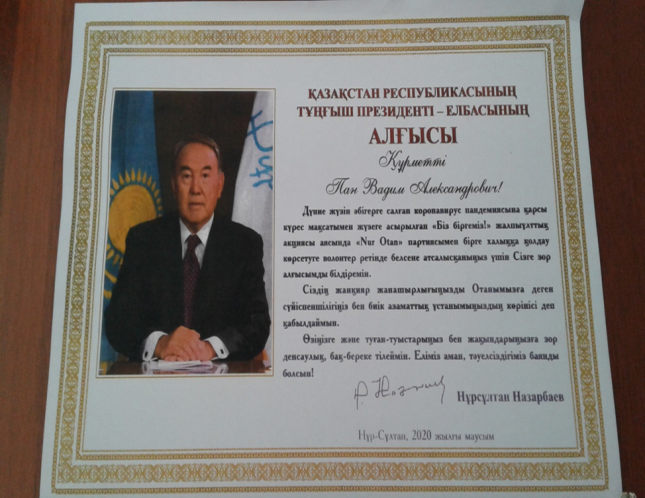 ҚАЗАҚСТАН РЕСПУБЛИКАСЫНЫҢ
ТҰҢҒЫШ ПРЕЗИДЕНТІ – ЕЛБАСЫНЫҢ
АЛҒЫСЫ
Құрметті
Пан Вадим Александрович!
Дүние жүзін әбігерге салған коронавирус пандемиясына қарсы
күрес мақсатымен жүзеге асырылған «Біз біргеміз!» жалпыұлттық
акциясы аясында «Nur Otan» партиясымен бірге халыққа қолдау
көрсетуге волонтер ретінде белсене атсалысқаныңыз үшін Сізге зор
алғысымды білдіремін.
Сіздің жанқияр жанашырлығыңызды Отанымызға деген
сүйіспеншілігіңіз бен биік азаматтық ұстанымыңыздың көрінісі деп
қабылдаймын.
Өзіңізге және туған-туыстарыңыз бен жақындарыңызға зор
денсаулық, бақ-береке тілеймін. Еліміз аман, тәуелсіздігіміз баянды
болсын!
Нұрсұлтан Назарбаев
Нұр-Сұлтан, 2020 жылғы маусым